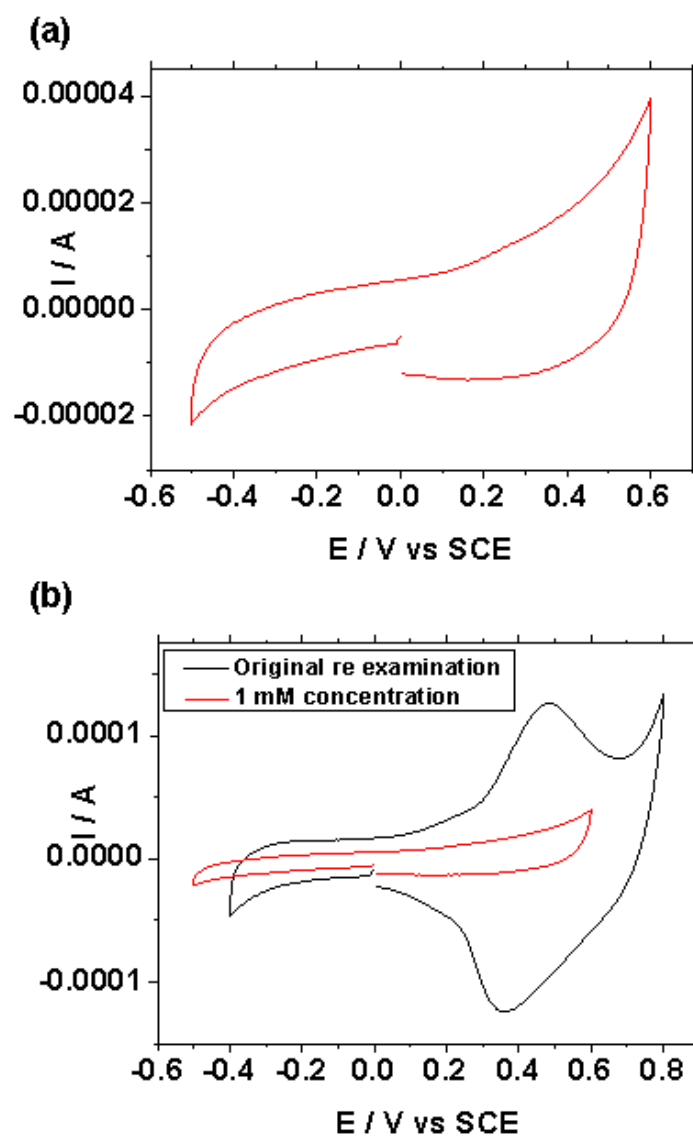 (a)
0.00004
0.00002
0.00000
-0.00002
I / A
-0.6 -0.4 -0.2 0.0 0.2 0.4 0.6
E / V vs SCE
(b)
Original re examination
1 mM concentration
0.0001
0.0000
-0.0001
I / A
-0.6 -0.4 -0.2 0.0 0.2 0.4 0.6 0.8
E / V vs SCE